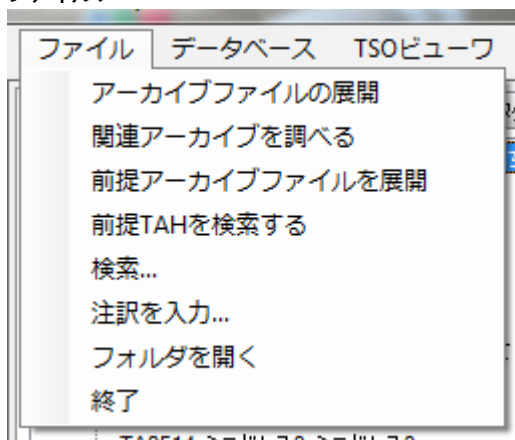 ファイル データベース TSOビューワ
アーカイブファイルの展開
関連アーカイブを調べる
前提アーカイブファイルを展開
前提TAHを検索する
検索...
注訳を入力...
フォルダを開く
終了